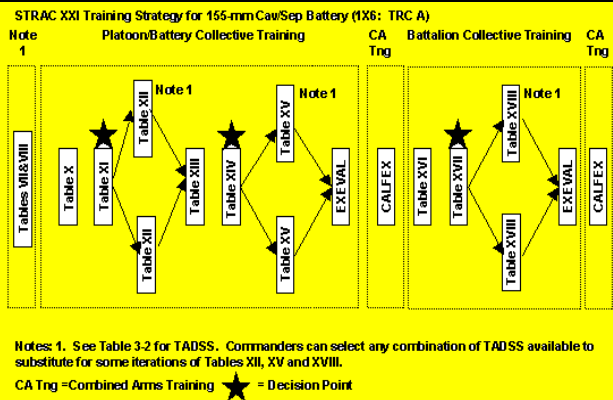 STRAC XXI Training Strategy for 155-mm Cav/Sep Battery (1X6: TRC A)
Note
1
Platoon/Battery Collective Training
CA
Tng
Battalion Collective Training
CA
Tng
Tables VII&VIII
Table X
Table XI
Table XII
Note 1
Table XII
Table XIII
Table XIV
Table XV
Note 1
Table XV
EXEVAL
CALFEX
Table XVI
Table XVII
Table XVIII
Note 1
Table XVIII
EXEVAL
CALFEX
Notes: 1. See Table 3-2 for TADSS. Commanders can select any combination of TADSS available to
substitute for some iterations of Tables XII, XV and XVIII.
CA Tng =Combined Arms Training = Decision Point